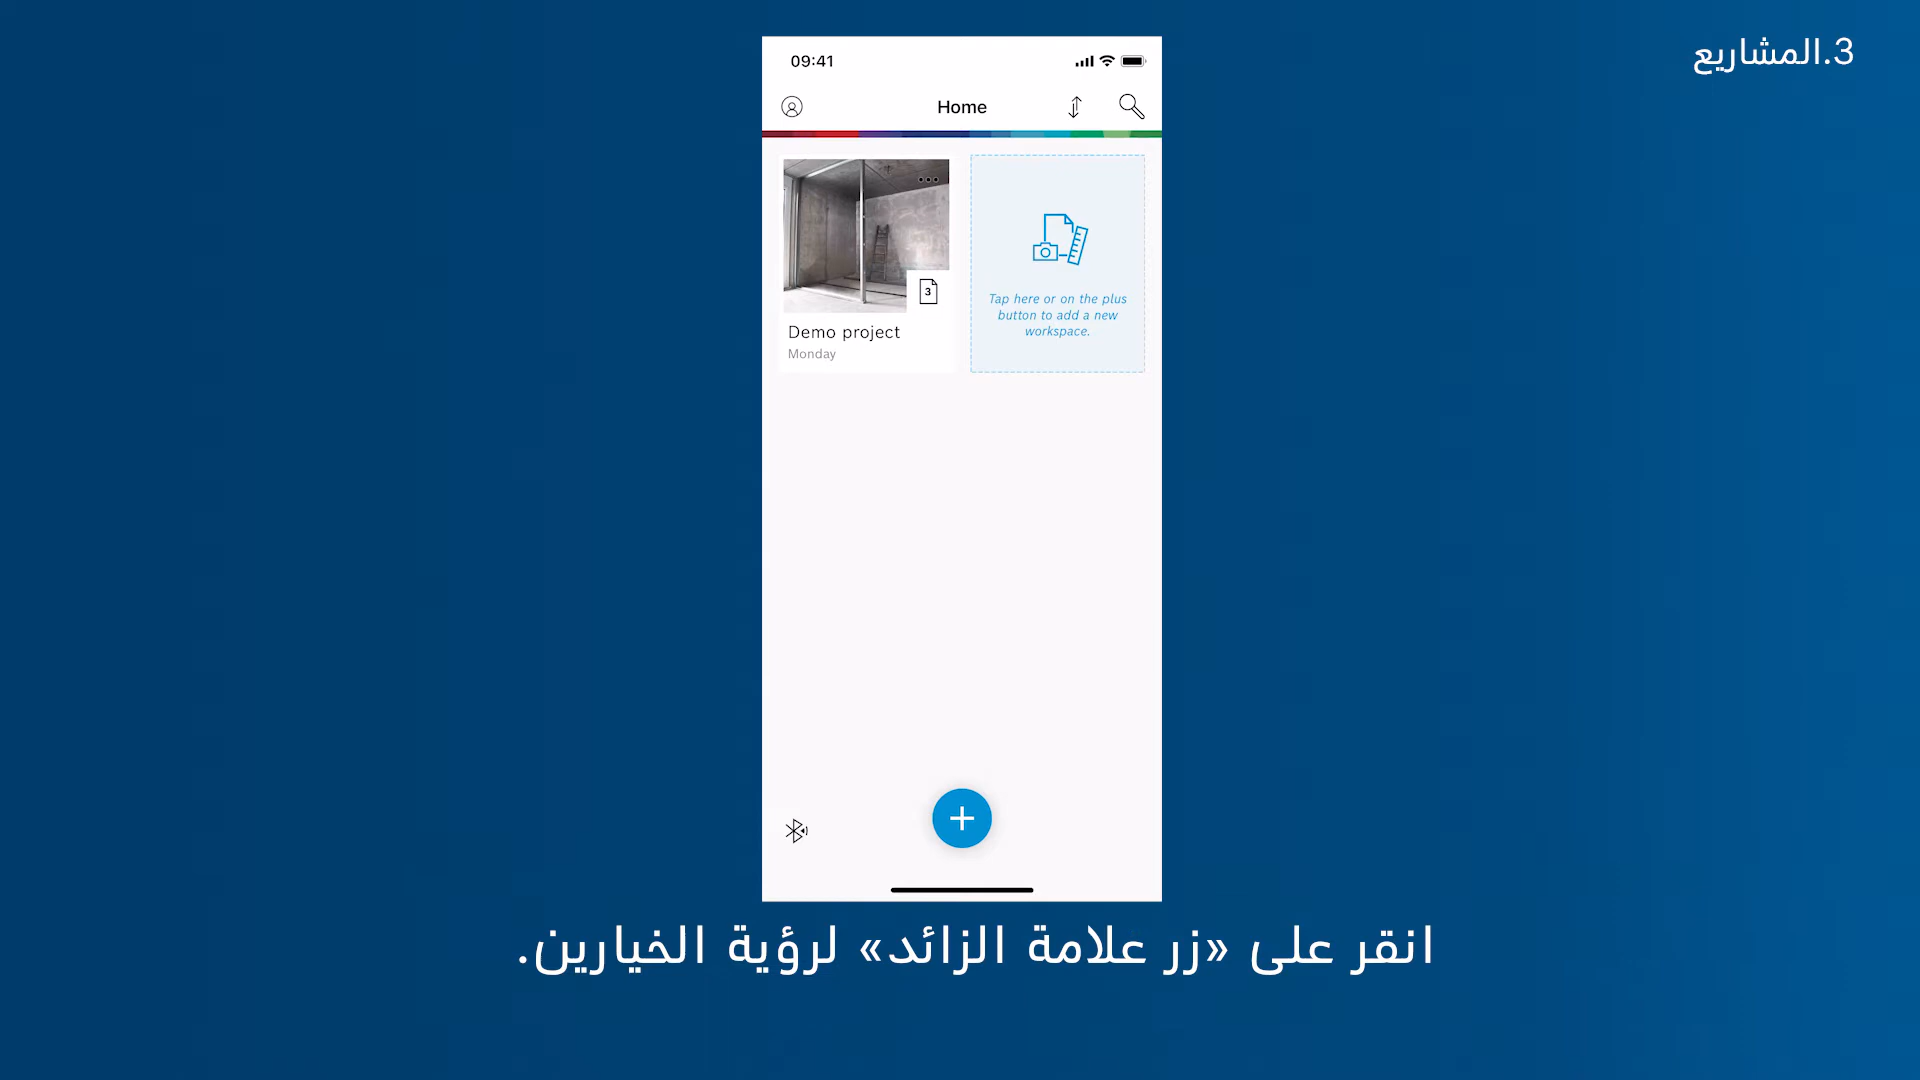 3.المشاريع
09:41
Home
3
Demo project
Monday
Tap here or on the plus
button to add a new
workspace.
انقر على «زر علامة الزائد» لرؤية الخيارين.